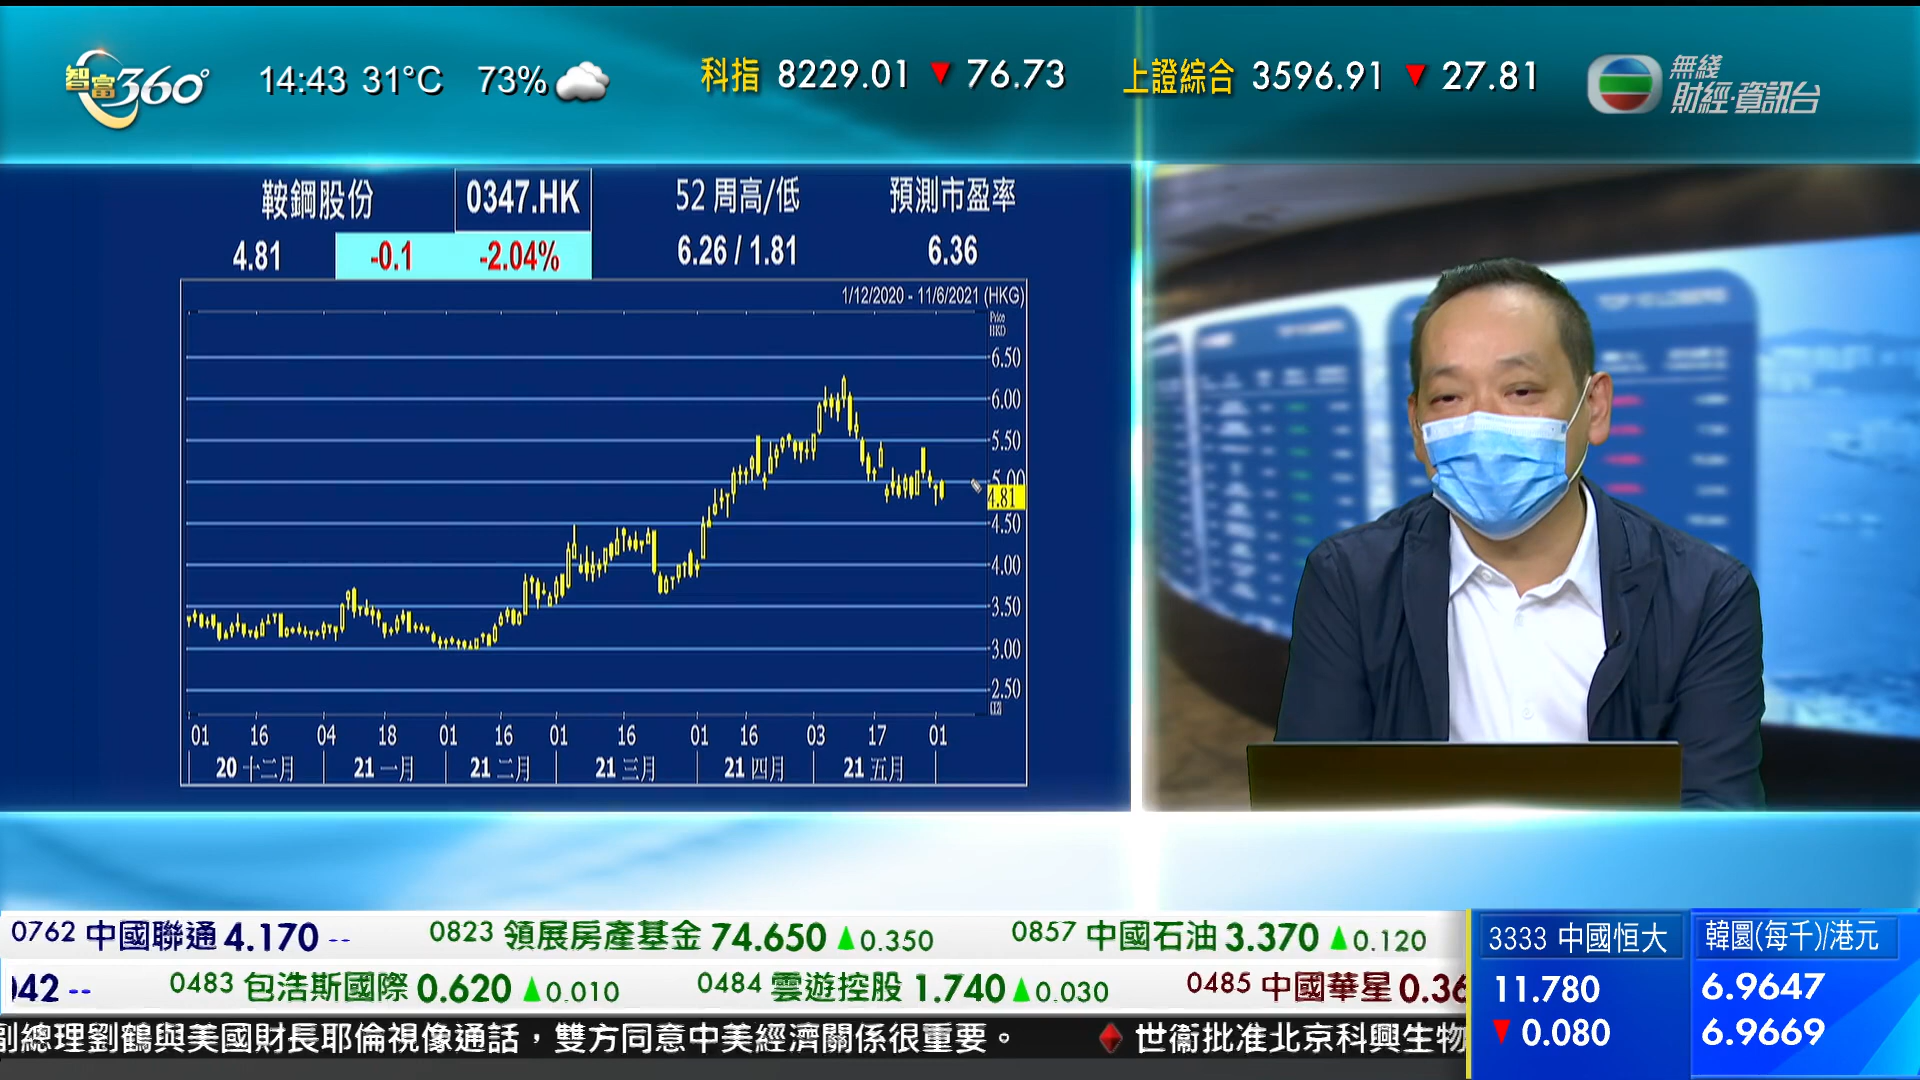 智富360°
14:43 31°C 73%
科指 8229.01 ▼ 76.73
上證綜合 3596.91 ▼ 27.81
無綫
財經·資訊台
鞍鋼股份 0347.HK 52周高/低 預測市盈率
4.81 -0.1 -2.04% 6.26 / 1.81 6.36
1/12/2020 - 11/6/2021 (HKG)
Price
HKD
6.50
6.00
5.50
5.00
4.81
4.50
4.00
3.50
3.00
2.50
01 16 04 18 01 16 01 16 01 16 03 17 01
20 十二月 21 一月 21 二月 21 三月 21 四月 21 五月
0762 中國聯通 4.170 -- 0823 領展房產基金 74.650 ▲0.350 0857 中國石油 3.370 ▲0.120
042 -- 0483 包浩斯國際 0.620 ▲0.010 0484 雲遊控股 1.740 ▲0.030 0485 中國華星 0.36
副總理劉鶴與美國財長耶倫視像通話，雙方同意中美經濟關係很重要。 ♦ 世衞批准北京科興生物
3333 中國恒大
11.780
▼ 0.080
韓圜(每千)/港元
6.9647
6.9669